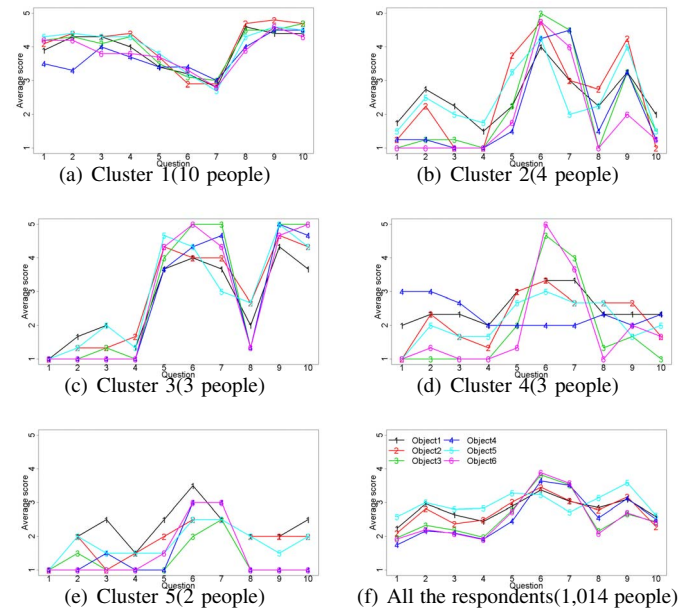 Average score
5
4
3
2
1
1 2 3 4 5 6 7 8 9 10
Question
(a) Cluster 1(10 people)
Average score
5
4
3
2
1
1 2 3 4 5 6 7 8 9 10
Question
(b) Cluster 2(4 people)
Average score
5
4
3
2
1
1 2 3 4 5 6 7 8 9 10
Question
(c) Cluster 3(3 people)
Average score
5
4
3
2
1
1 2 3 4 5 6 7 8 9 10
Question
(d) Cluster 4(3 people)
Average score
5
4
3
2
1
1 2 3 4 5 6 7 8 9 10
Question
(e) Cluster 5(2 people)
Average score
5
4
3
2
1
Object1 Object4
Object2 Object5
Object3 Object6
1 2 3 4 5 6 7 8 9 10
Question
(f) All the respondents(1,014 people)